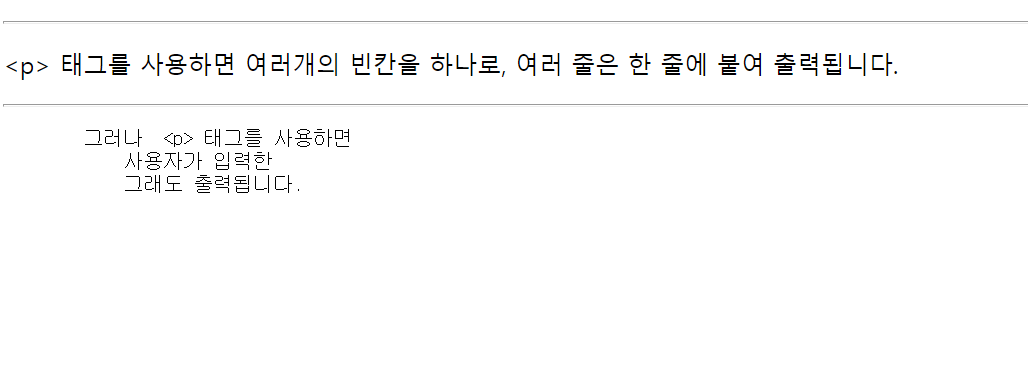 <p> 태그를 사용하면 여러개의 빈칸을 하나로, 여러 줄은 한 줄에 붙여 출력됩니다.
그러나  <p> 태그를 사용하면
사용자가 입력한
그래도 출력됩니다.